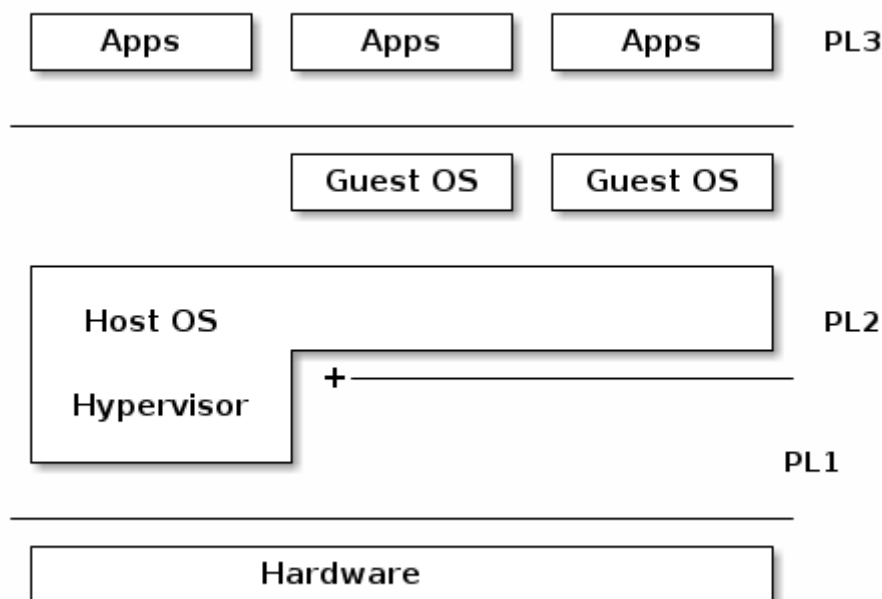 Apps Apps Apps PL3
Guest OS Guest OS
Host OS PL2
+
Hypervisor
PL1
Hardware